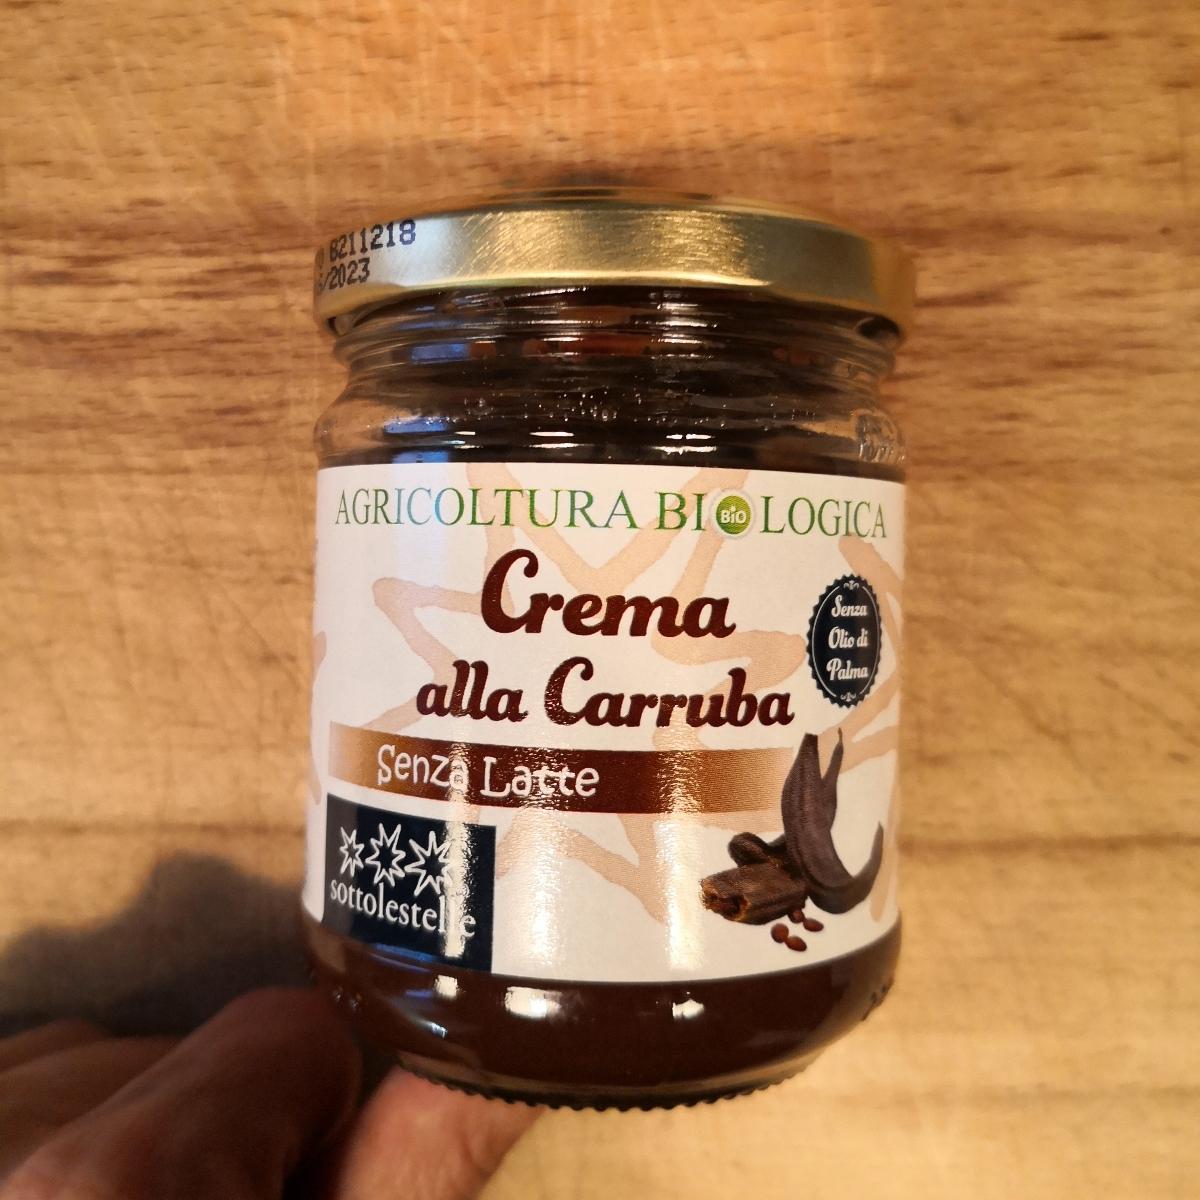 B211218
/2023
AGRICOLTURA BIOLOGICA
BIO
Crema
alla Carruba
Senza
Olio di
Palma
Senza Latte
sottolestelle